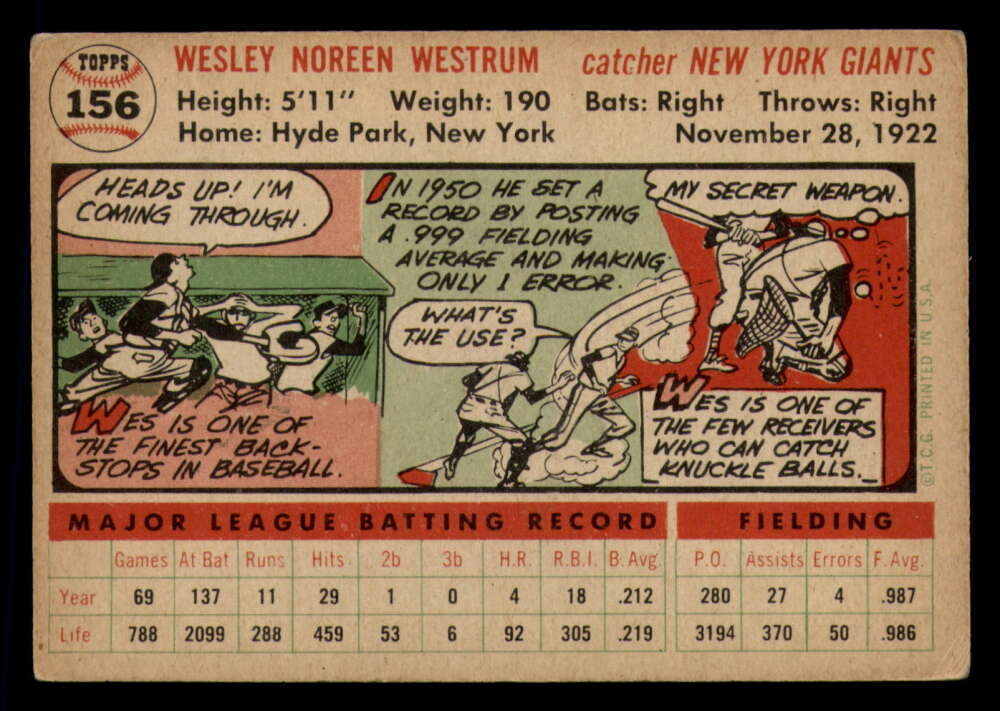 TOPPS
156
WESLEY NOREEN WESTRUM catcher NEW YORK GIANTS
Height: 5'11" Weight: 190 Bats: Right Throws: Right
Home: Hyde Park, New York November 28, 1922
HEADS UP! I'M
COMING THROUGH.
WES IS ONE OF
THE FINEST BACK-
STOPS IN BASEBALL.
IN 1950 HE SET A
RECORD BY POSTING
A .999 FIELDING
AVERAGE AND MAKING
ONLY 1 ERROR.
WHAT'S
THE USE?
MY SECRET WEAPON.
WES IS ONE OF
THE FEW RECEIVERS
WHO CAN CATCH
KNUCKLE BALLS.
©T.C.G. PRINTED IN U.S.A.
MAJOR LEAGUE BATTING RECORD FIELDING
Games At Bat Runs Hits 2b 3b H.R. R.B.I. B. Avg. P.O. Assists Errors F. Avg.
Year 69 137 11 29 1 0 4 18 .212 280 27 4 .987
Life 788 2099 288 459 53 6 92 305 .219 3194 370 50 .986